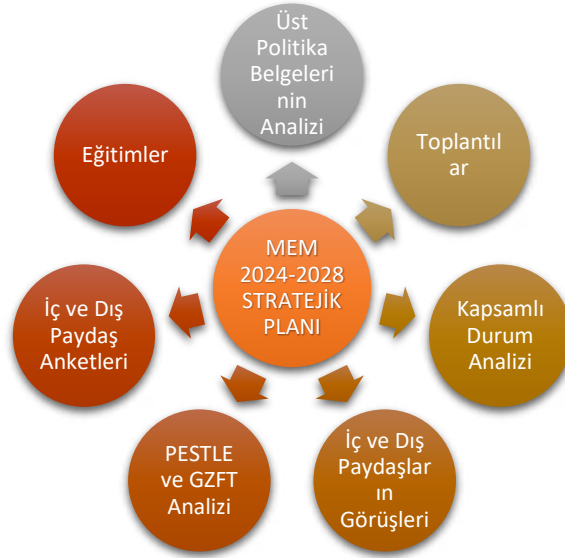 Üst
Politika
Belgeleri
nin
Analizi
Toplantıl
ar
Kapsamlı
Durum
Analizi
İç ve Dış
Paydaşlar
ın
Görüşleri
PESTLE
ve GZFT
Analizi
İç ve Dış
Paydaş
Anketleri
Eğitimler
MEM
2024-2028
STRATEJİK
PLANI